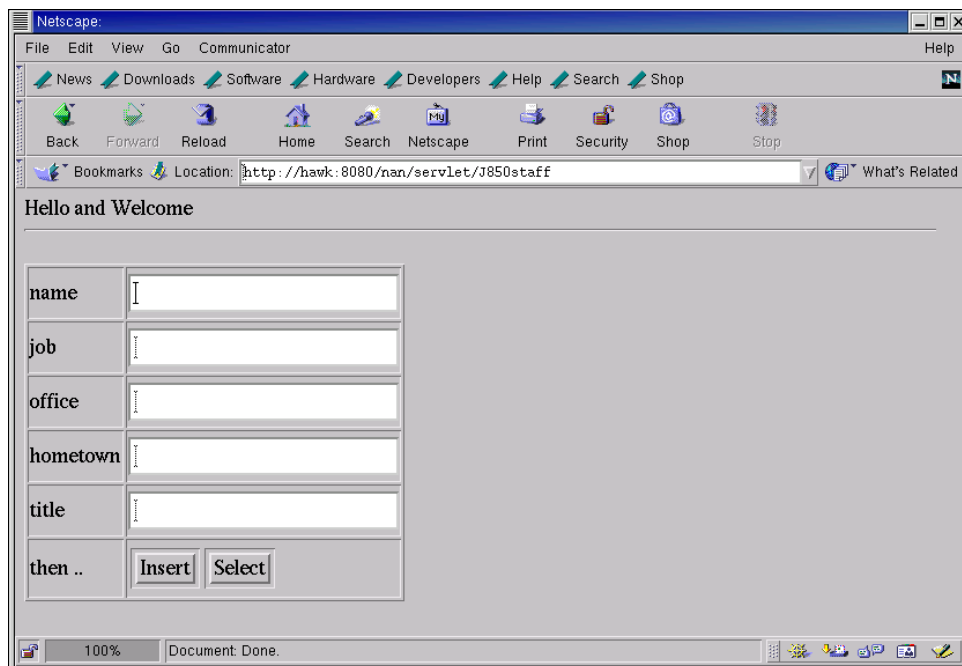 Netscape:
File Edit View Go Communicator Help
News Downloads Software Hardware Developers Help Search Shop N
My
Back Forward Reload Home Search Netscape Print Security Shop Stop
Bookmarks Location: http://hawk:8080/nan/servlet/J850staff What's Related
Hello and Welcome
name
job
office
hometown
title
then .. Insert Select
100% Document: Done.